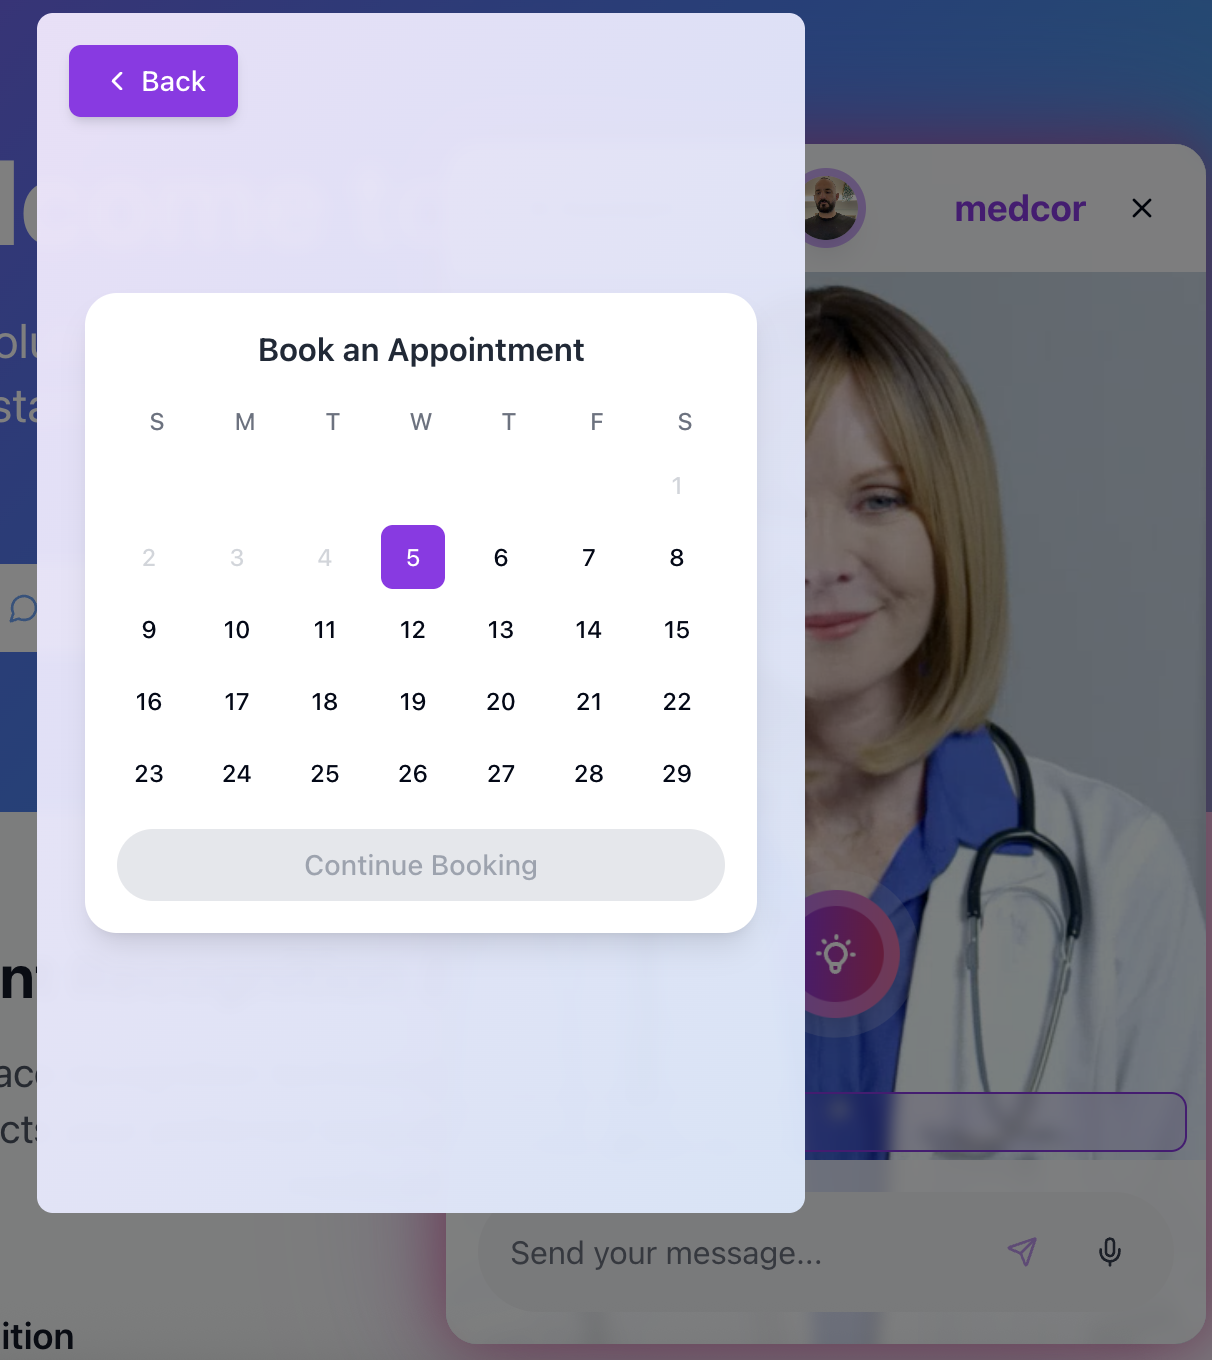 Back
medcor
Book an Appointment
S M T W T F S
1
2 3 4 5 6 7 8
9 10 11 12 13 14 15
16 17 18 19 20 21 22
23 24 25 26 27 28 29
Continue Booking
Send your message...
ition